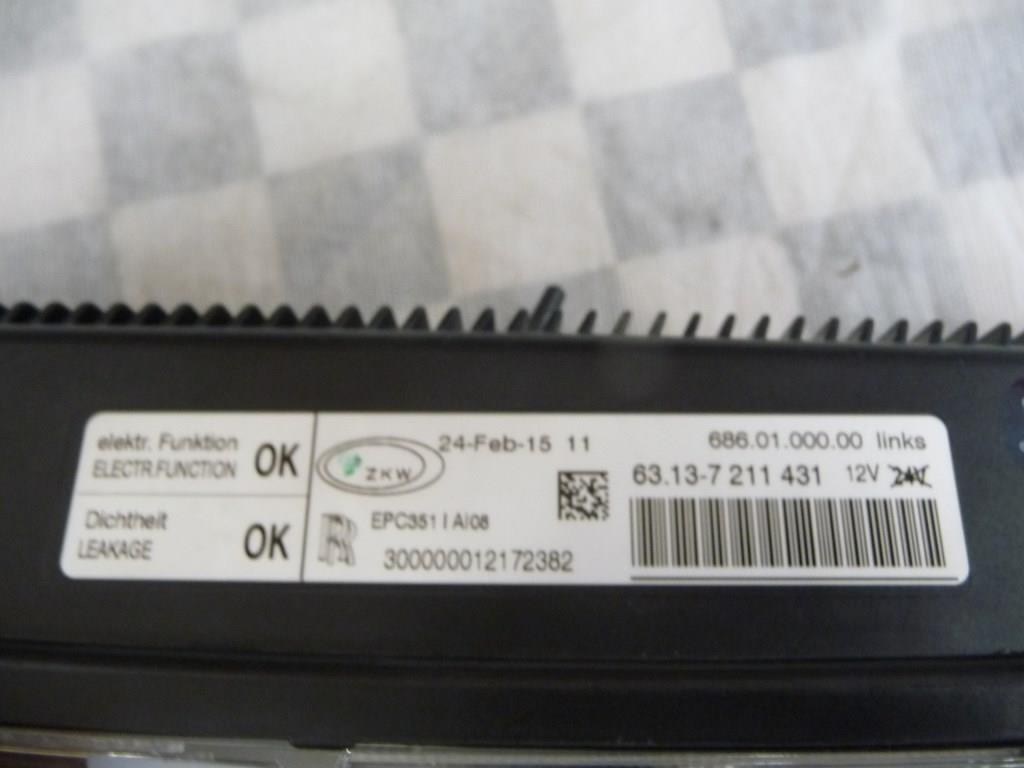 elektr. Funktion
ELECTR.FUNCTION
OK
Dichtheit
LEAKAGE
OK
ZKW
24-Feb-15 11
RR
EPC351 I AI08
300000012172382
686.01.000.00 links
63.13-7 211 431 12V 24V